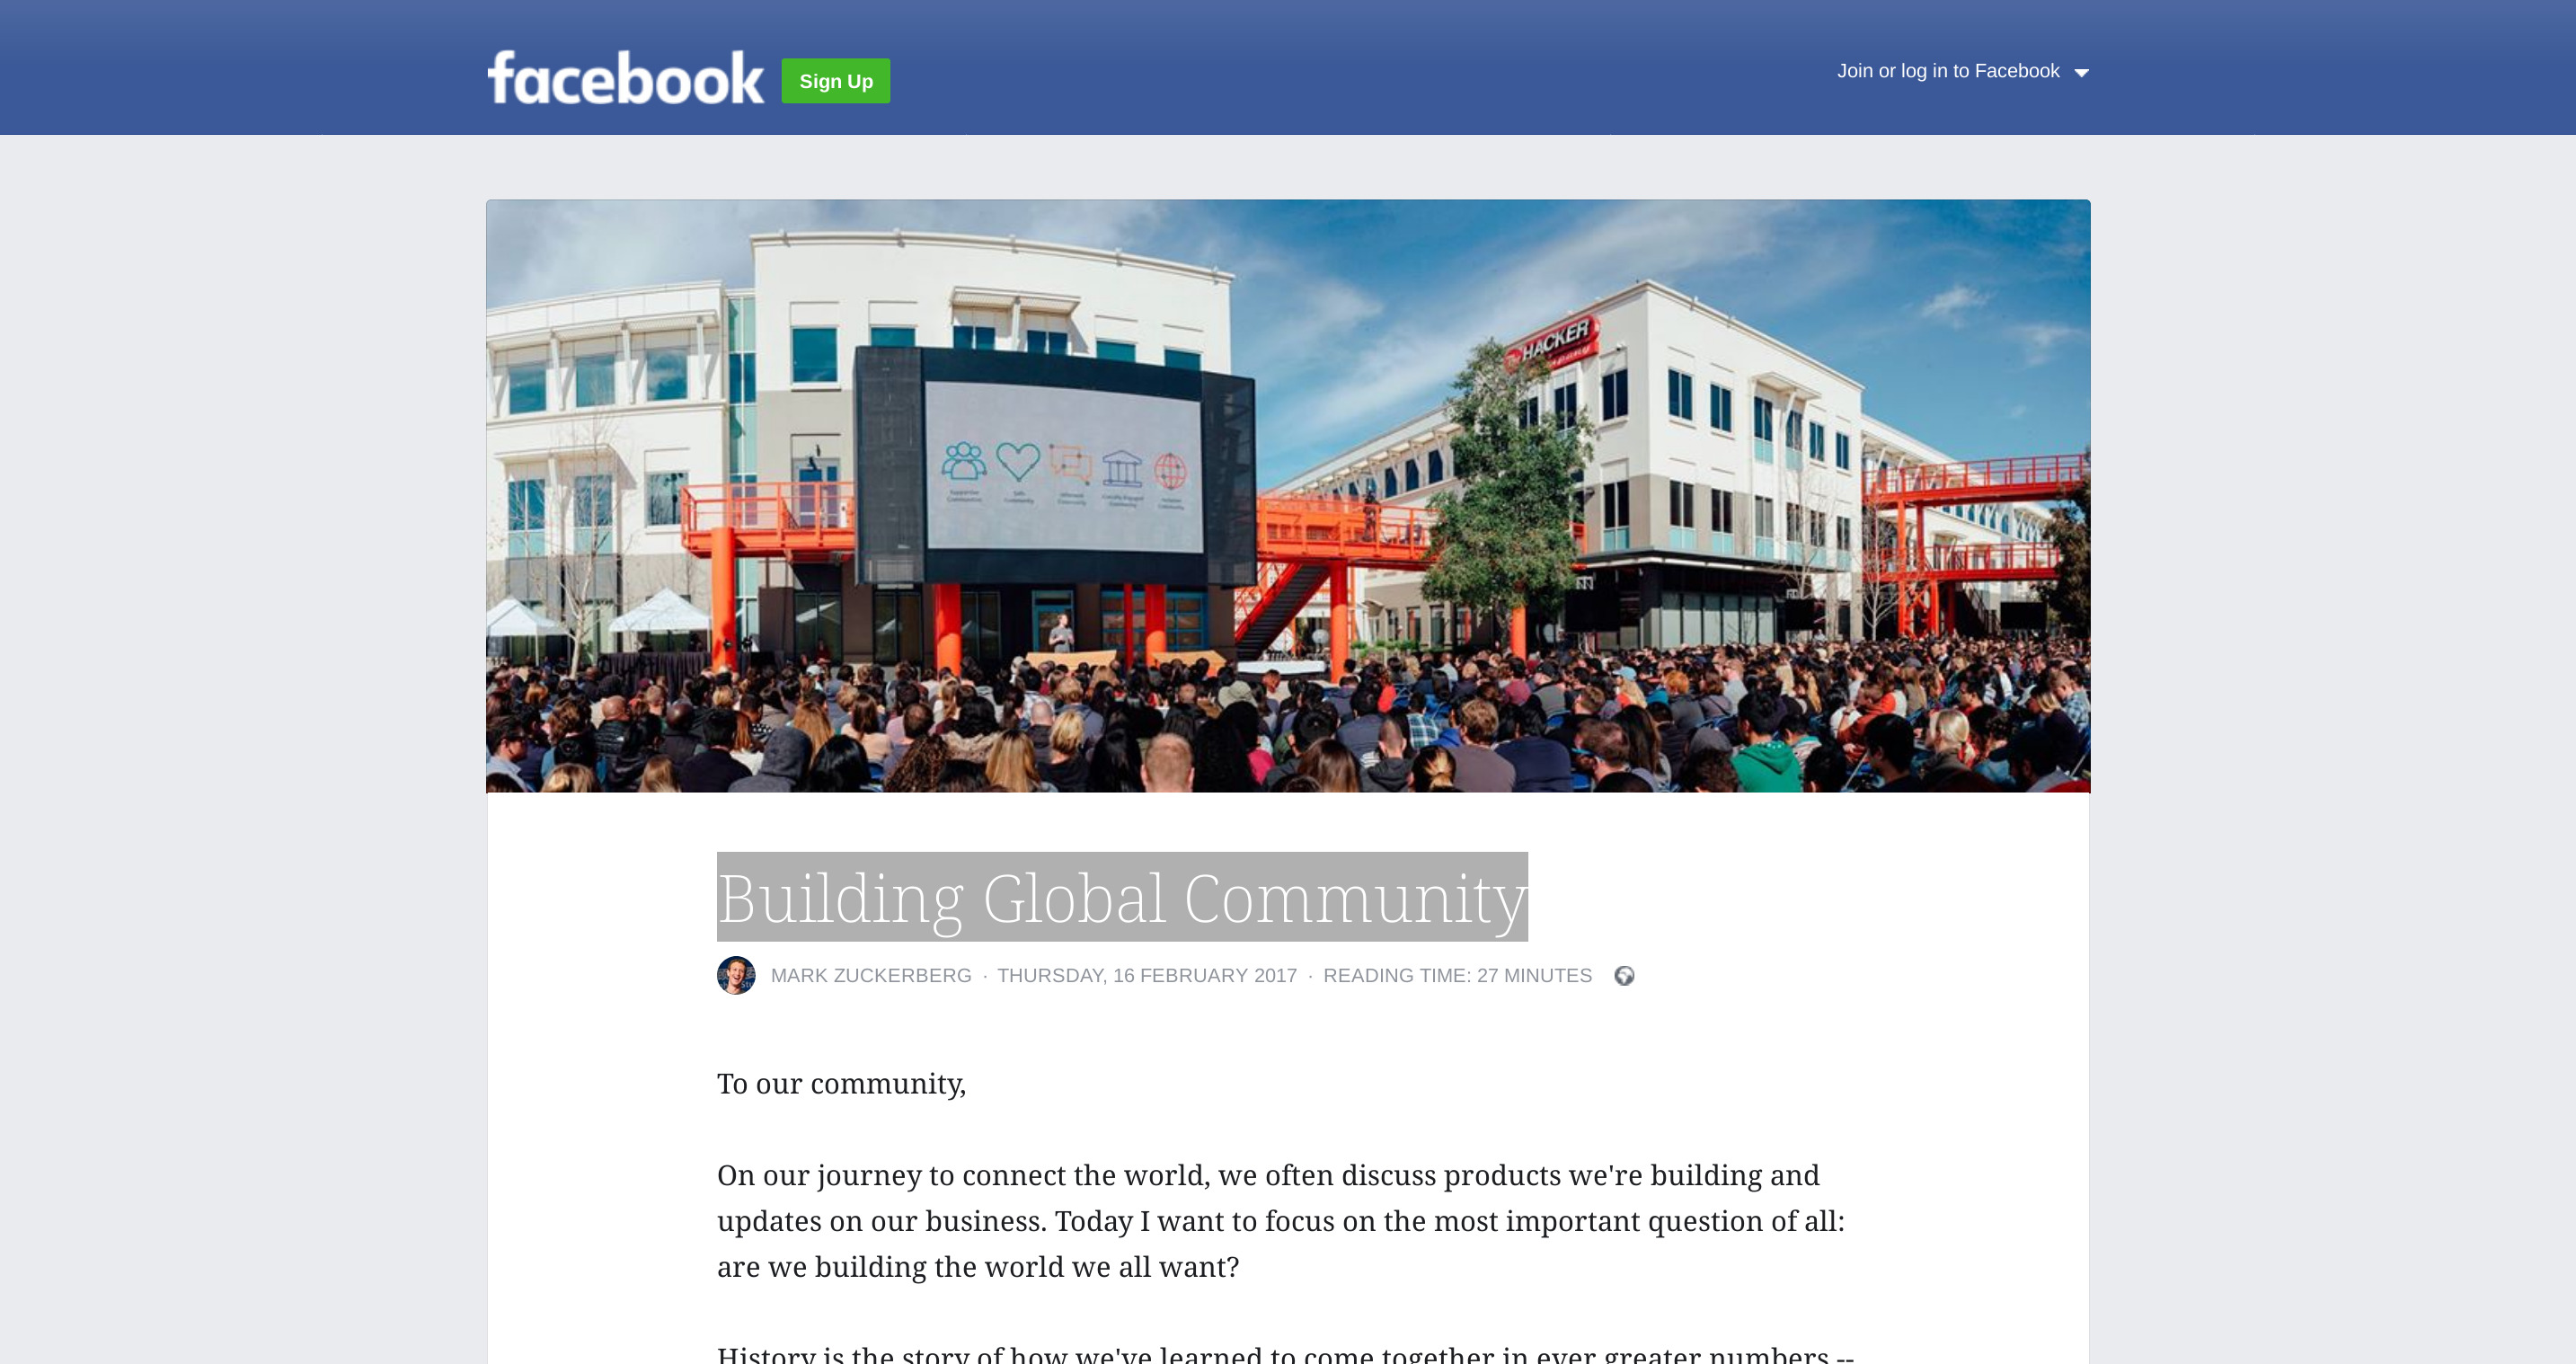 facebook
Sign Up
Join or log in to Facebook
HACKER
Building Global Community
MARK ZUCKERBERG · THURSDAY, 16 FEBRUARY 2017 · READING TIME: 27 MINUTES
To our community,
On our journey to connect the world, we often discuss products we're building and
updates on our business. Today I want to focus on the most important question of all:
are we building the world we all want?
History is the story of how we've learned to come together in ever greater numbers --